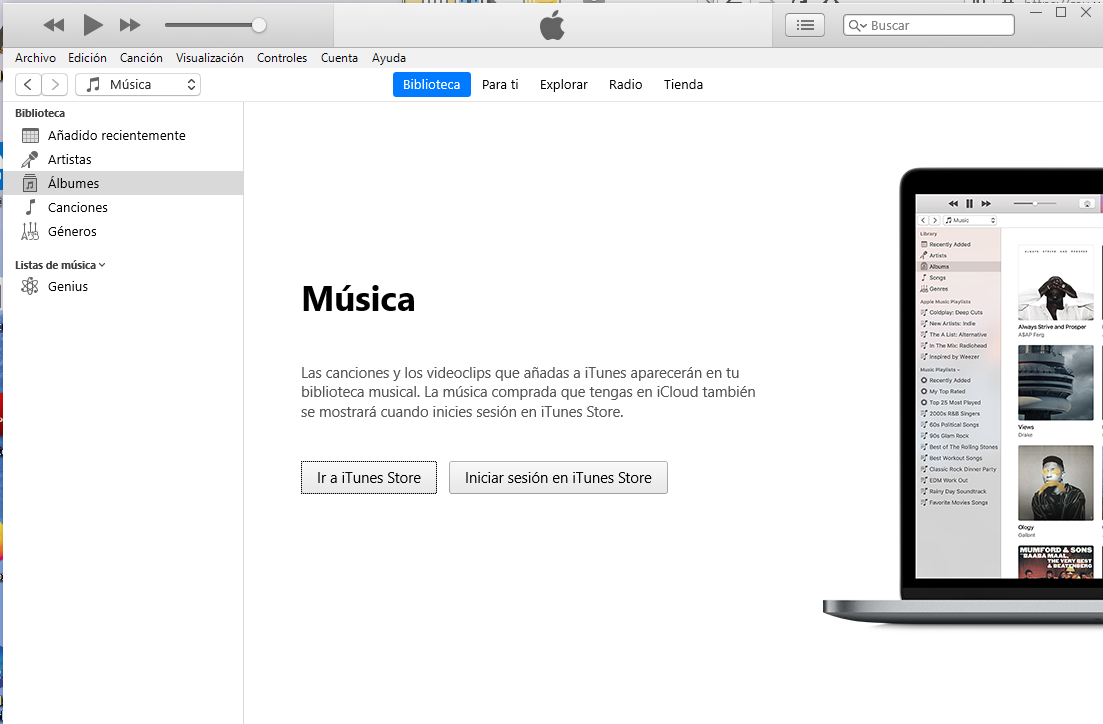 Buscar
Archivo Edición Canción Visualización Controles Cuenta Ayuda
Música
Biblioteca Para ti Explorar Radio Tienda
Biblioteca
Añadido recientemente
Artistas
Álbumes
Canciones
Géneros
Listas de música
Genius
Música
Las canciones y los videoclips que añadas a iTunes aparecerán en tu
biblioteca musical. La música comprada que tengas en iCloud también
se mostrará cuando inicies sesión en iTunes Store.
Ir a iTunes Store
Iniciar sesión en iTunes Store
Music
Library
Recently Added
Artists
Albums
Songs
Genres
Apple Music Playlists
Coldplay: Deep Cuts
New Artists: Indie
The A List: Alternative
In The Mix: Radiohead
Inspired by Weezer
Music Playlists
Recently Added
My Top Rated
Top 25 Most Played
2000s R&B Singers
60s Political Songs
90s Glam Rock
Best of The Rolling Stones
Best Workout Songs
Classic Rock Dinner Party
EDM Work Out
Rainy Day Soundtrack
Favorite Movies Songs
ALWAYS STRIVE AND PROSPER
Always Strive and Prosper
A$AP Ferg
Views
Drake
Ology
Gallant
MUMFORD & SONS
BAABA MAAL,
THE VERY BEST
& BEATENBERG